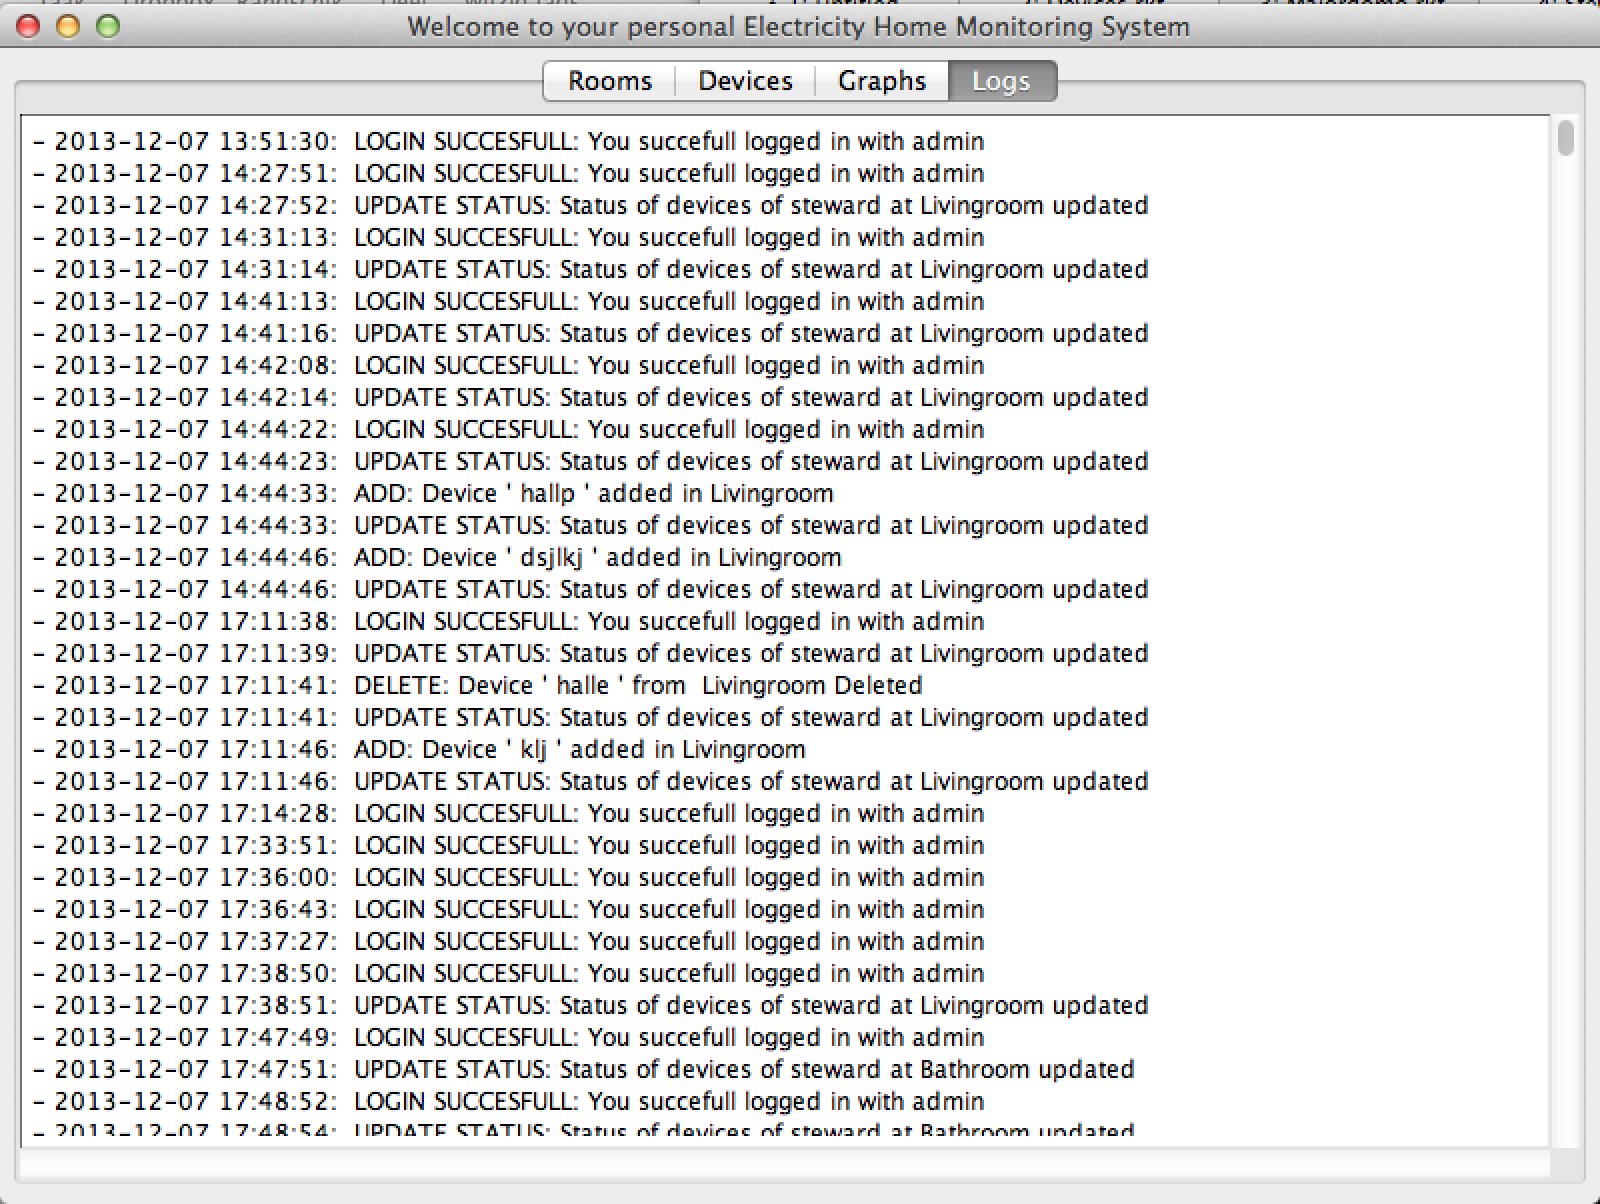 Welcome to your personal Electricity Home Monitoring System
Rooms Devices Graphs Logs
- 2013-12-07 13:51:30: LOGIN SUCCESFULL: You succefull logged in with admin
- 2013-12-07 14:27:51: LOGIN SUCCESFULL: You succefull logged in with admin
- 2013-12-07 14:27:52: UPDATE STATUS: Status of devices of steward at Livingroom updated
- 2013-12-07 14:31:13: LOGIN SUCCESFULL: You succefull logged in with admin
- 2013-12-07 14:31:14: UPDATE STATUS: Status of devices of steward at Livingroom updated
- 2013-12-07 14:41:13: LOGIN SUCCESFULL: You succefull logged in with admin
- 2013-12-07 14:41:16: UPDATE STATUS: Status of devices of steward at Livingroom updated
- 2013-12-07 14:42:08: LOGIN SUCCESFULL: You succefull logged in with admin
- 2013-12-07 14:42:14: UPDATE STATUS: Status of devices of steward at Livingroom updated
- 2013-12-07 14:44:22: LOGIN SUCCESFULL: You succefull logged in with admin
- 2013-12-07 14:44:23: UPDATE STATUS: Status of devices of steward at Livingroom updated
- 2013-12-07 14:44:33: ADD: Device ' hallp ' added in Livingroom
- 2013-12-07 14:44:33: UPDATE STATUS: Status of devices of steward at Livingroom updated
- 2013-12-07 14:44:46: ADD: Device ' dsjlkj ' added in Livingroom
- 2013-12-07 14:44:46: UPDATE STATUS: Status of devices of steward at Livingroom updated
- 2013-12-07 17:11:38: LOGIN SUCCESFULL: You succefull logged in with admin
- 2013-12-07 17:11:39: UPDATE STATUS: Status of devices of steward at Livingroom updated
- 2013-12-07 17:11:41: DELETE: Device ' halle ' from  Livingroom Deleted
- 2013-12-07 17:11:41: UPDATE STATUS: Status of devices of steward at Livingroom updated
- 2013-12-07 17:11:46: ADD: Device ' klj ' added in Livingroom
- 2013-12-07 17:11:46: UPDATE STATUS: Status of devices of steward at Livingroom updated
- 2013-12-07 17:14:28: LOGIN SUCCESFULL: You succefull logged in with admin
- 2013-12-07 17:33:51: LOGIN SUCCESFULL: You succefull logged in with admin
- 2013-12-07 17:36:00: LOGIN SUCCESFULL: You succefull logged in with admin
- 2013-12-07 17:36:43: LOGIN SUCCESFULL: You succefull logged in with admin
- 2013-12-07 17:37:27: LOGIN SUCCESFULL: You succefull logged in with admin
- 2013-12-07 17:38:50: LOGIN SUCCESFULL: You succefull logged in with admin
- 2013-12-07 17:38:51: UPDATE STATUS: Status of devices of steward at Livingroom updated
- 2013-12-07 17:47:49: LOGIN SUCCESFULL: You succefull logged in with admin
- 2013-12-07 17:47:51: UPDATE STATUS: Status of devices of steward at Bathroom updated
- 2013-12-07 17:48:52: LOGIN SUCCESFULL: You succefull logged in with admin
- 2013-12-07 17:48:54: UPDATE STATUS: Status of devices of steward at Bathroom updated